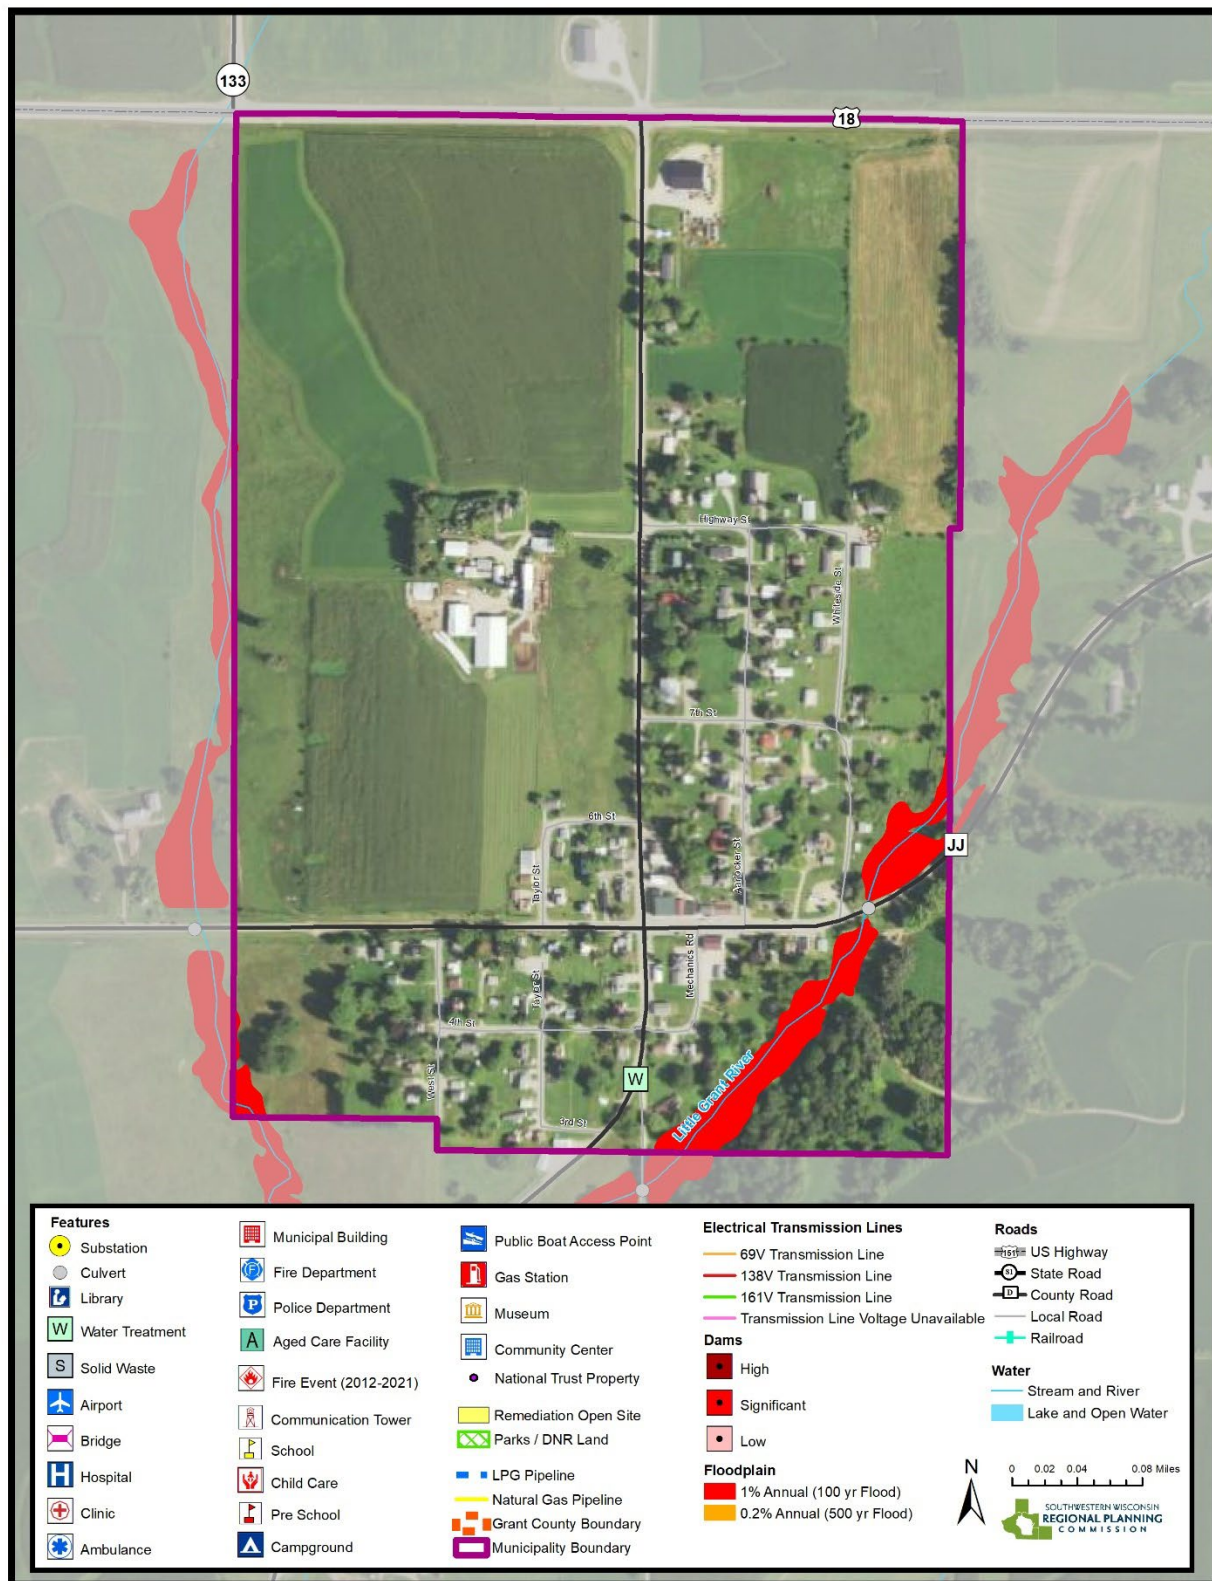 133
18
Highway St
Whiteside St
7th St
6th St
Taylor St
JJ
Mechanics Rd
Taylor St
4th St
West St
W
3rd St
Little Grant River
Features
Substation
Culvert
Library
W Water Treatment
S Solid Waste
Airport
Bridge
H Hospital
Clinic
Ambulance
Municipal Building
F Fire Department
P Police Department
A Aged Care Facility
Fire Event (2012-2021)
Communication Tower
School
Child Care
Pre School
Campground
Public Boat Access Point
Gas Station
Museum
Community Center
National Trust Property
Remediation Open Site
Parks / DNR Land
LPG Pipeline
Natural Gas Pipeline
Grant County Boundary
Municipality Boundary
Electrical Transmission Lines
69V Transmission Line
138V Transmission Line
161V Transmission Line
Transmission Line Voltage Unavailable
Dams
High
Significant
Low
Floodplain
1% Annual (100 yr Flood)
0.2% Annual (500 yr Flood)
Roads
151 US Highway
81 State Road
D County Road
Local Road
Railroad
Water
Stream and River
Lake and Open Water
N
0 0.02 0.04 0.08 Miles
SOUTHWESTERN WISCONSIN
REGIONAL PLANNING
COMMISSION